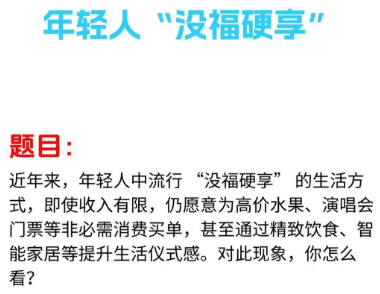 年轻人“没福硬享”
题目：
近年来，年轻人中流行 “没福硬享” 的生活方
式，即使收入有限，仍愿意为高价水果、演唱会
门票等非必需消费买单，甚至通过精致饮食、智
能家居等提升生活仪式感。对此现象，你怎么
看？